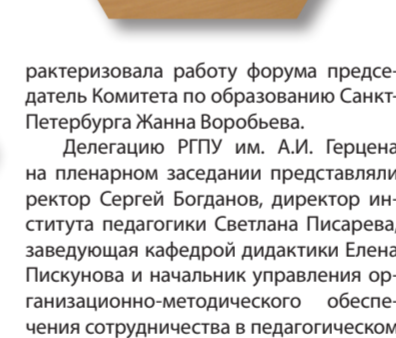 рактеризовала работу форума предсе-
датель Комитета по образованию Санкт-
Петербурга Жанна Воробьева.
Делегацию РГПУ им. А.И. Герцена
на пленарном заседании представляли
ректор Сергей Богданов, директор ин-
ститута педагогики Светлана Писарева,
заведующая кафедрой дидактики Елена
Пискунова и начальник управления ор-
ганизационно-методического обеспе-
чения сотрудничества в педагогическом